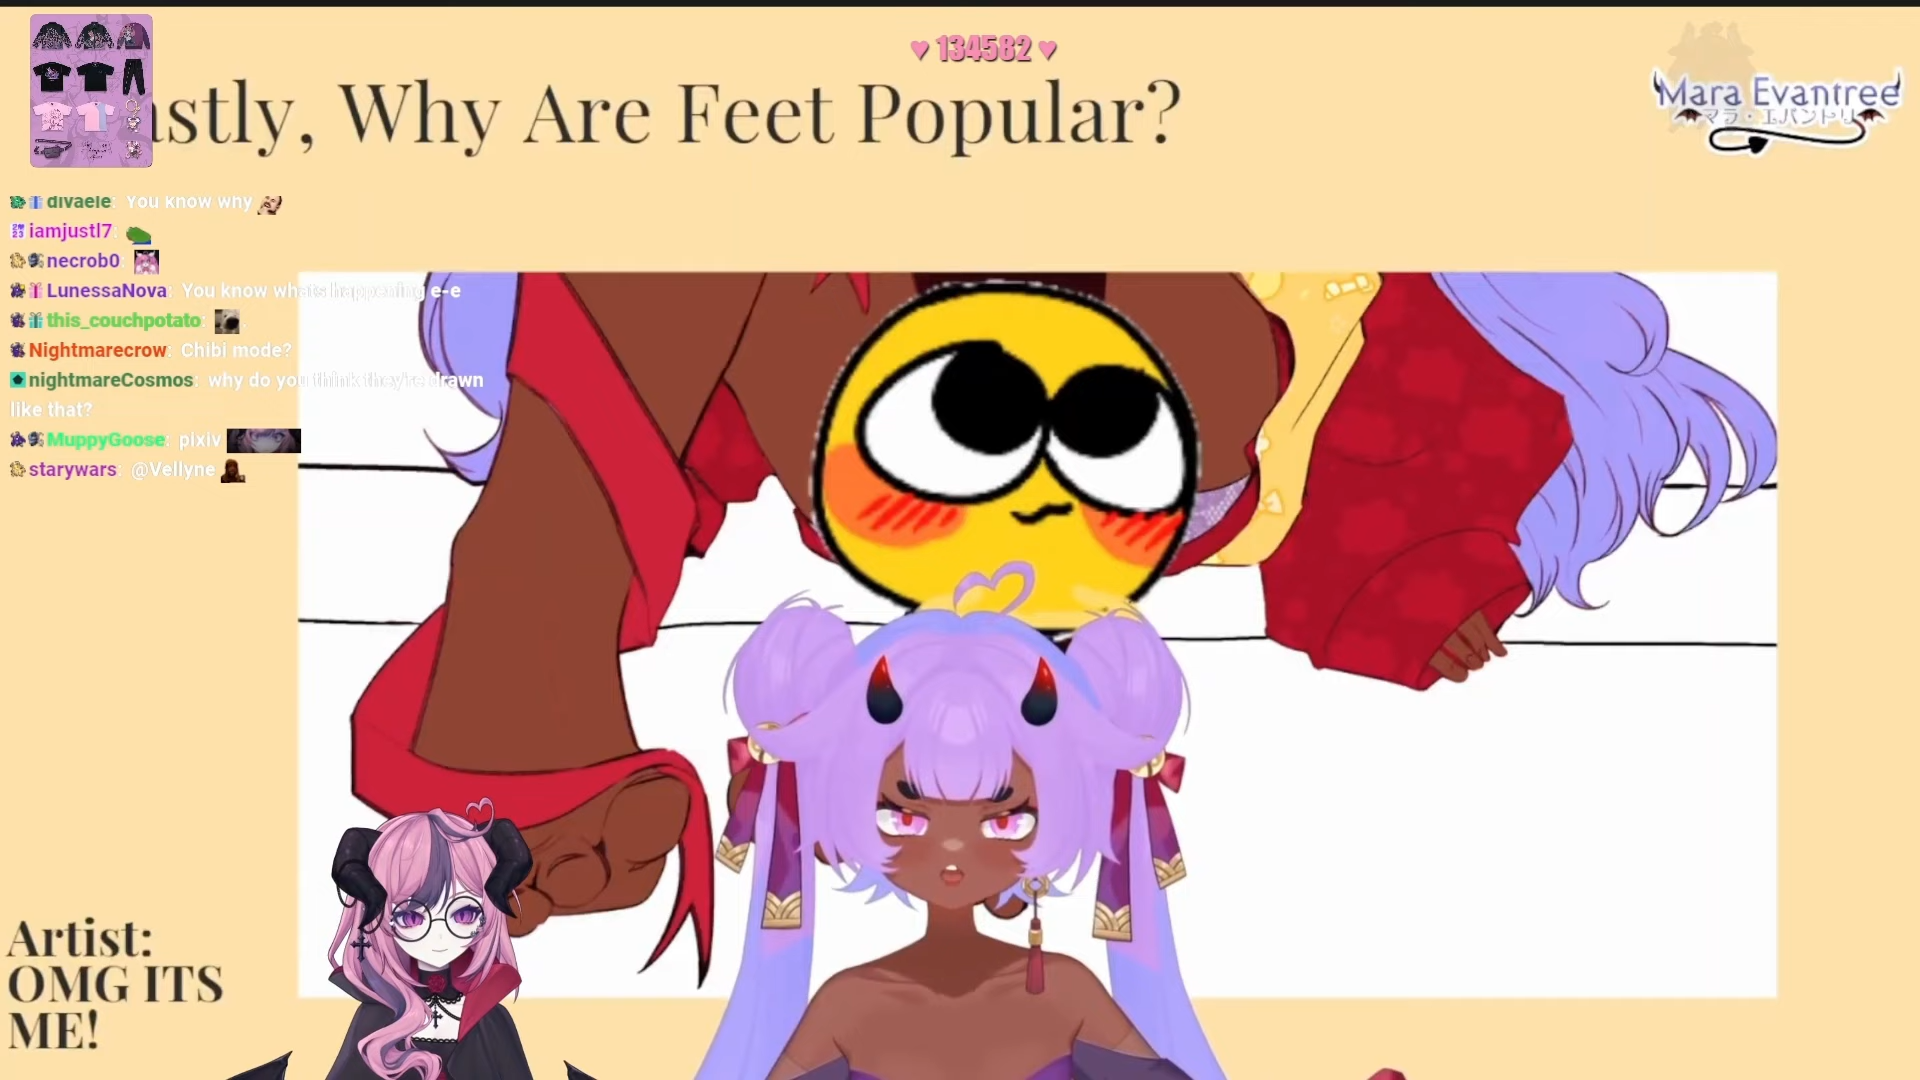 ♥ 134582 ♥
astly, Why Are Feet Popular?
Mara Evantree
マラ・エバントリ
divaele: You know why
iamjustl7:
necrob0
LunessaNova: You know whats happening e-e
this_couchpotato:
Nightmarecrow: Chibi mode?
nightmareCosmos: why do you think they're drawn
like that?
MuppyGoose: pixiv
starywars: @Vellyne
Artist:
OMG ITS
ME!